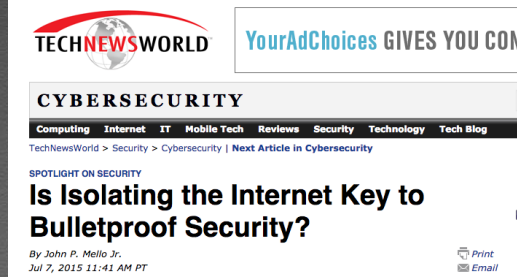 TECHNEWSWORLD
YourAdChoices GIVES YOU CON
CYBERSECURITY
Computing Internet IT Mobile Tech Reviews Security Technology Tech Blog
TechNewsWorld > Security > Cybersecurity | Next Article in Cybersecurity
SPOTLIGHT ON SECURITY
Is Isolating the Internet Key to
Bulletproof Security?
By John P. Mello Jr.
Jul 7, 2015 11:41 AM PT
Print
Email